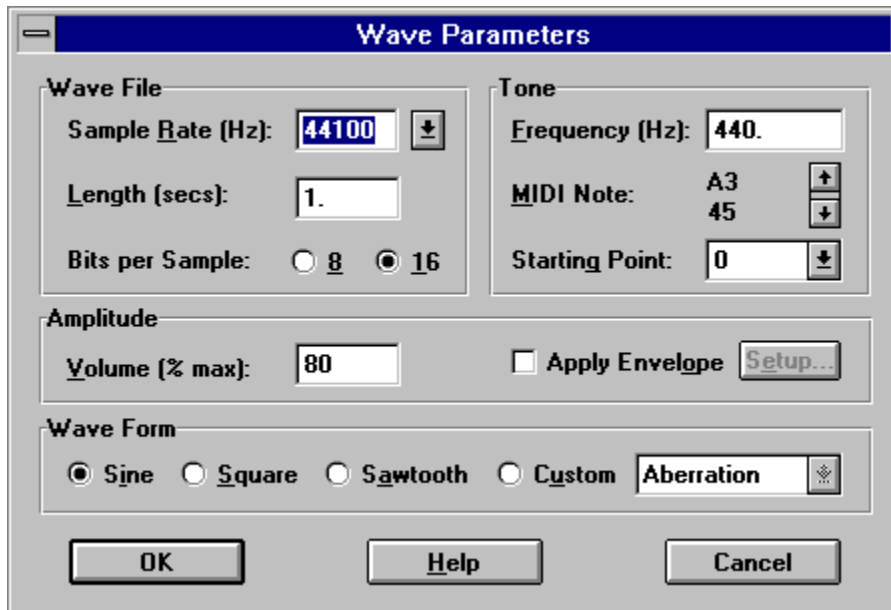 Wave Parameters
Wave File
Sample Rate (Hz): 44100
Length (secs): 1.
Bits per Sample: 8 16
Tone
Frequency (Hz): 440.
MIDI Note: A3
45
Starting Point: 0
Amplitude
Volume (% max): 80 Apply Envelope Setup...
Wave Form
Sine Square Sawtooth Custom Aberration
OK Help Cancel